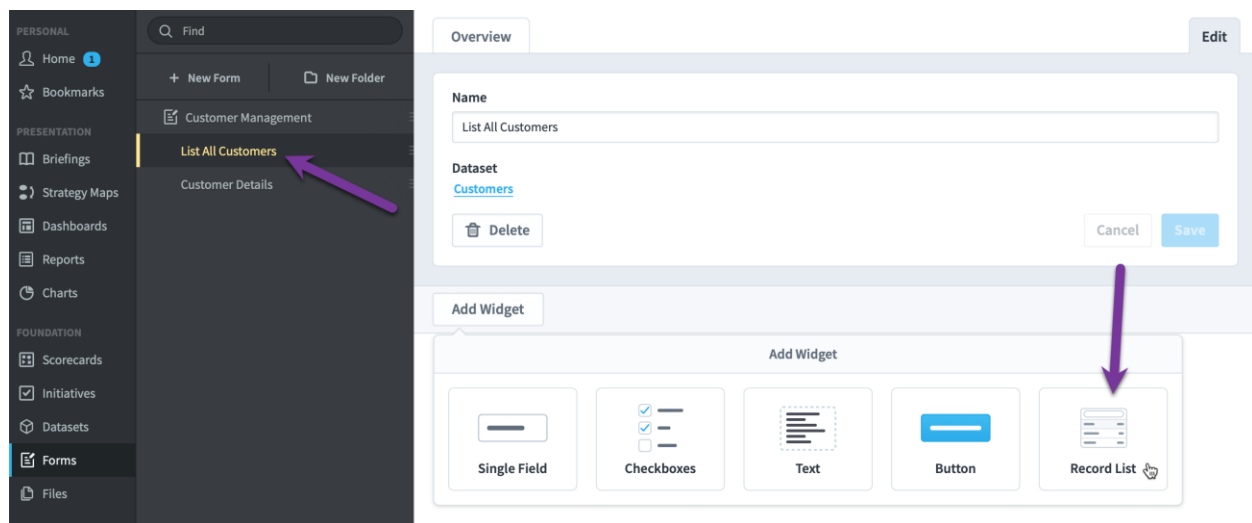 PERSONAL
Home 1
Bookmarks
PRESENTATION
Briefings
Strategy Maps
Dashboards
Reports
Charts
FOUNDATION
Scorecards
Initiatives
Datasets
Forms
Files
Find
+ New Form
New Folder
Customer Management
List All Customers
Customer Details
Overview
Edit
Name
List All Customers
Dataset
Customers
Delete
Cancel
Save
Add Widget
Add Widget
Single Field
Checkboxes
Text
Button
Record List